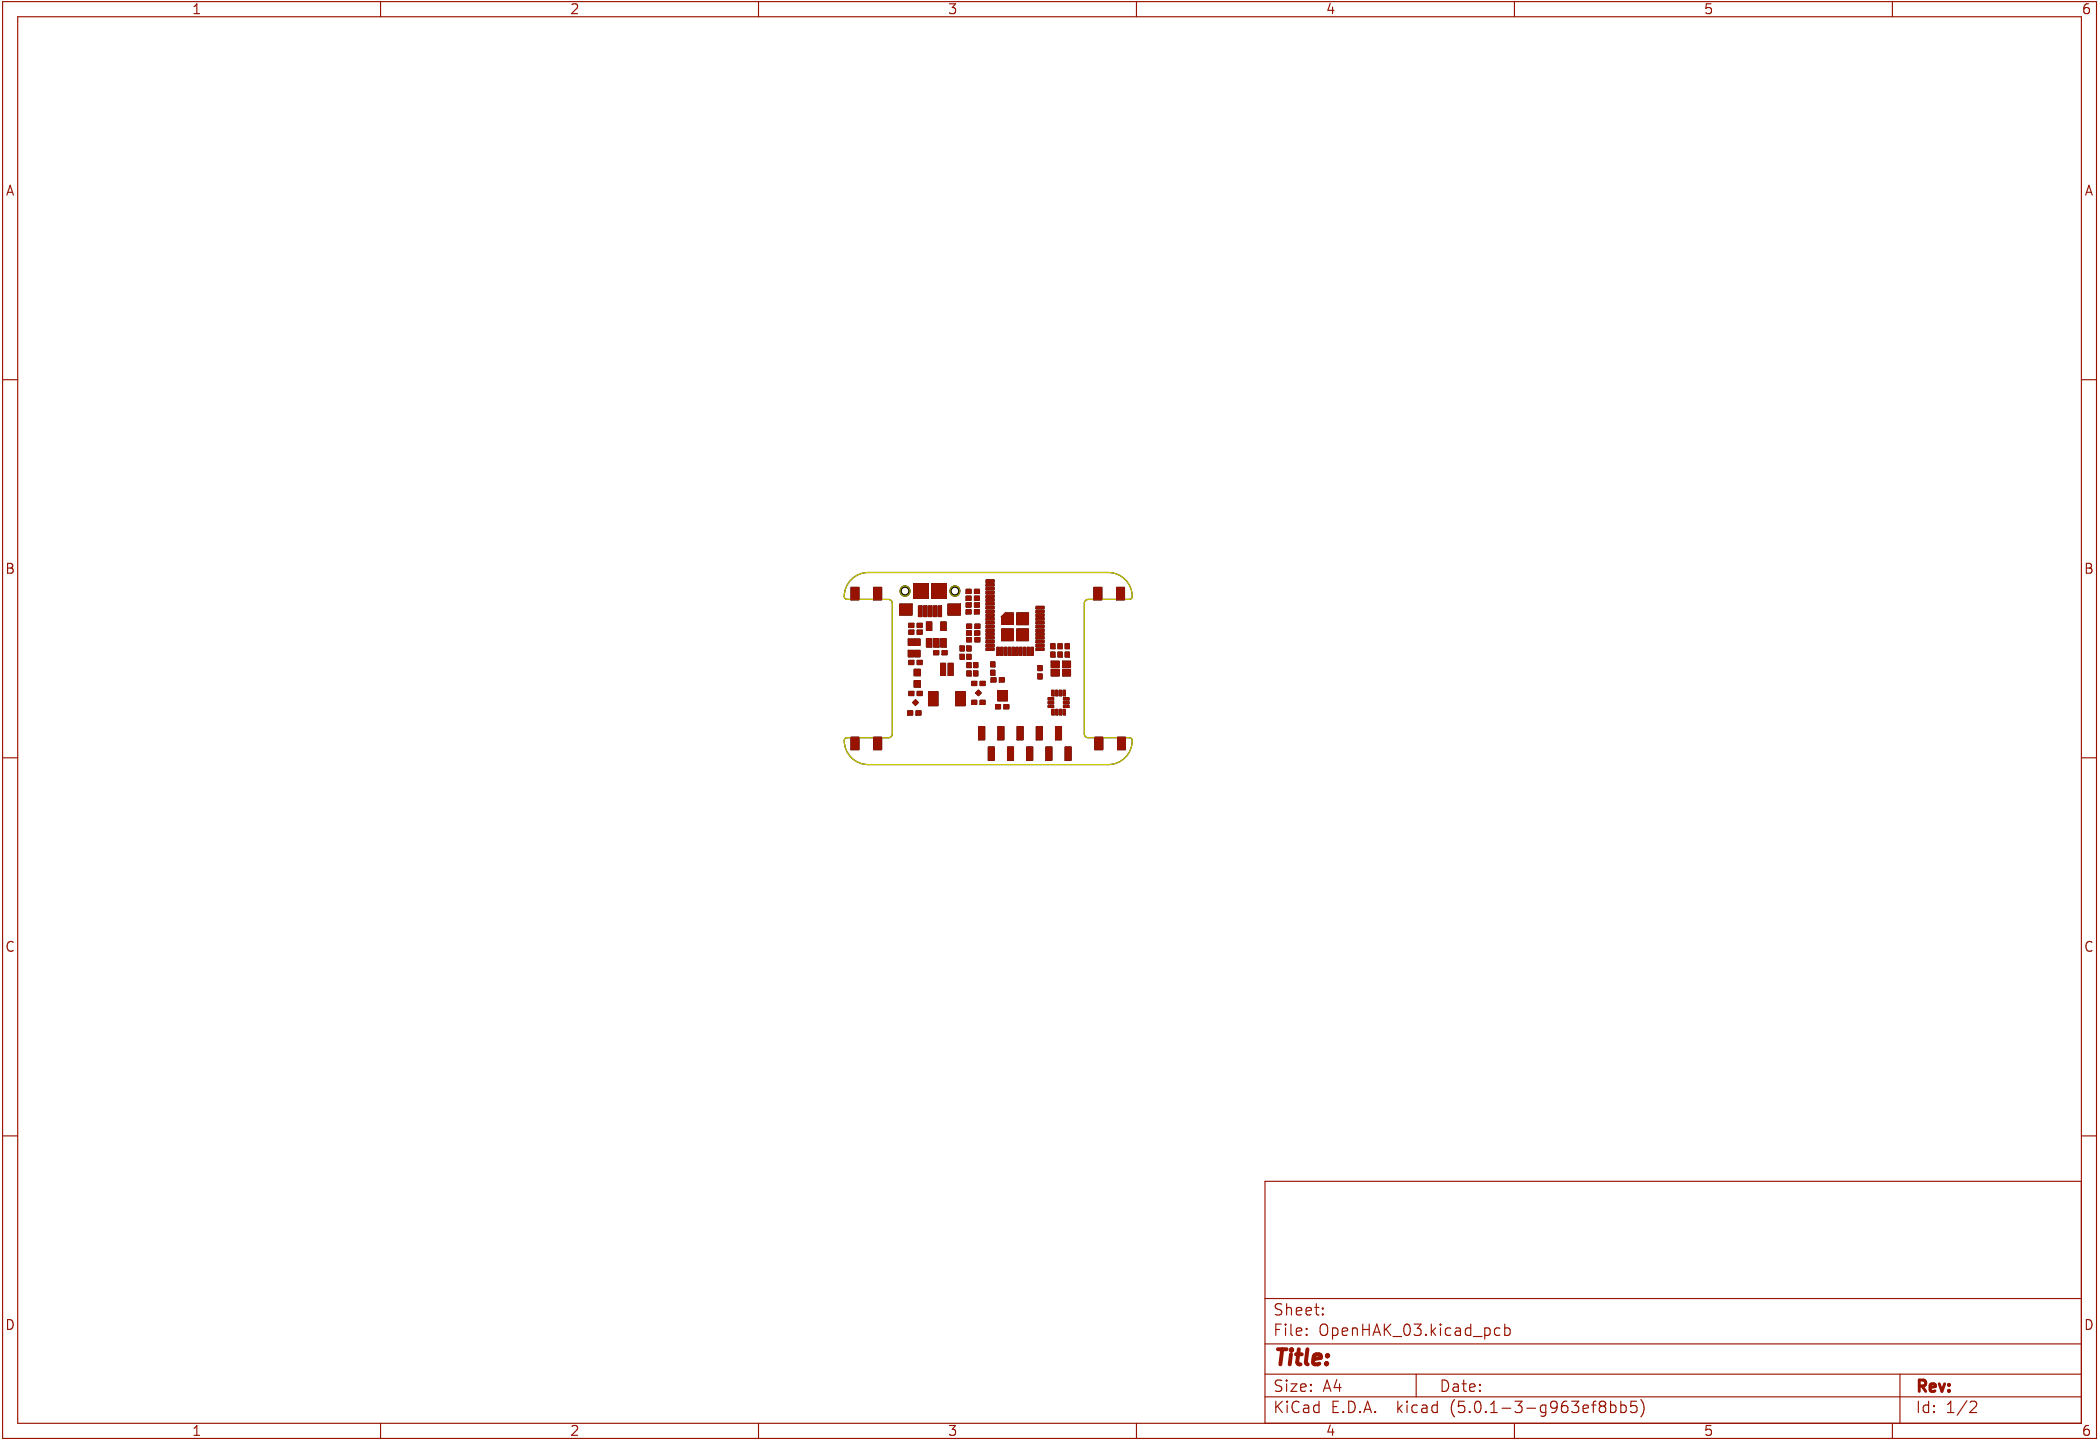 1 2 3 4 5 6
A A
B B
C C
Sheet:
File: OpenHAK_03.kicad_pcb
D D
Title:
Size: A4 Date: Rev:
KiCad E.D.A. kicad (5.0.1-3-g963ef8bb5) Id: 1/2
1 2 3 4 5 6